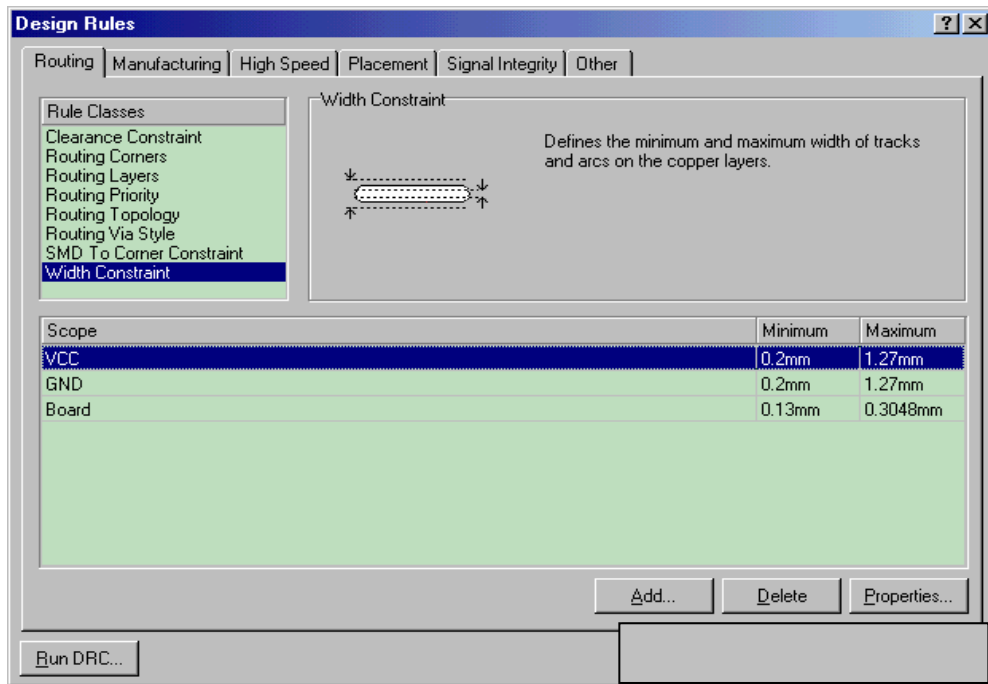 Design Rules
Routing Manufacturing High Speed Placement Signal Integrity Other
Rule Classes
Clearance Constraint
Routing Corners
Routing Layers
Routing Priority
Routing Topology
Routing Via Style
SMD To Corner Constraint
Width Constraint
Width Constraint
Defines the minimum and maximum width of tracks
and arcs on the copper layers.
Scope Minimum Maximum
VCC 0.2mm 1.27mm
GND 0.2mm 1.27mm
Board 0.13mm 0.3048mm
Add... Delete Properties...
Run DRC...